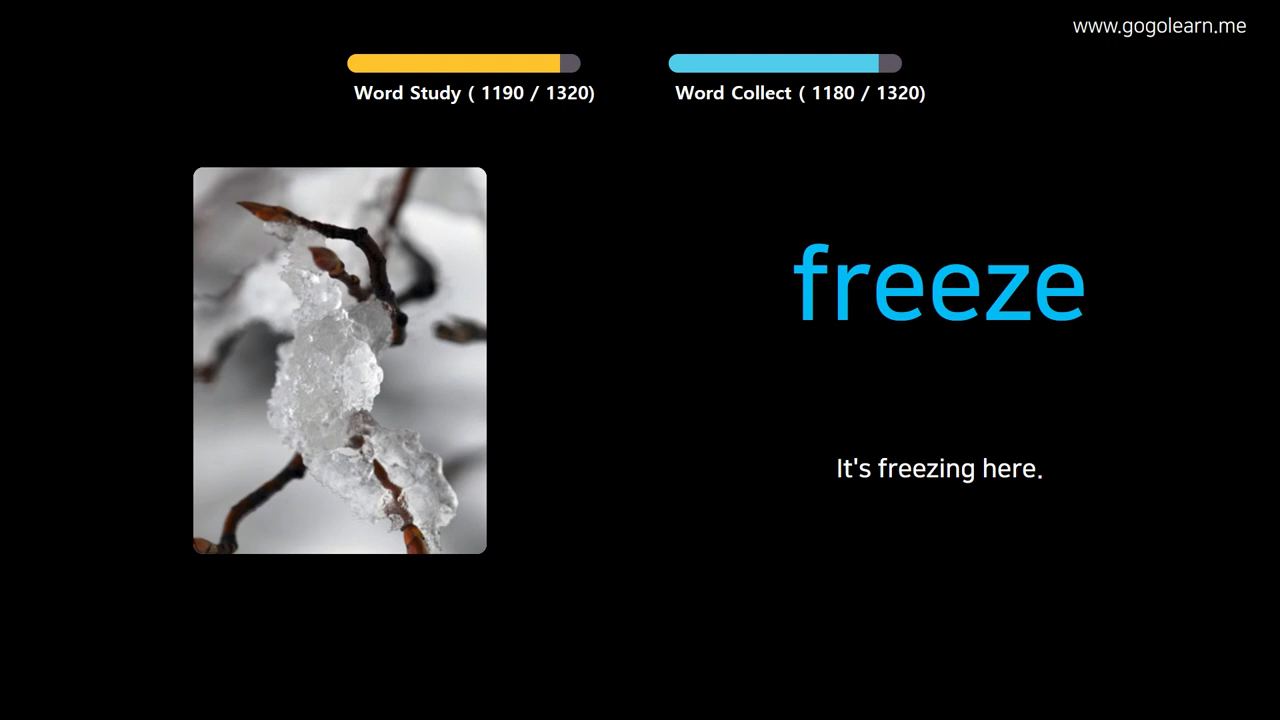 www.gogolearn.me
Word Study ( 1190 / 1320)
Word Collect ( 1180 / 1320)
freeze
It's freezing here.